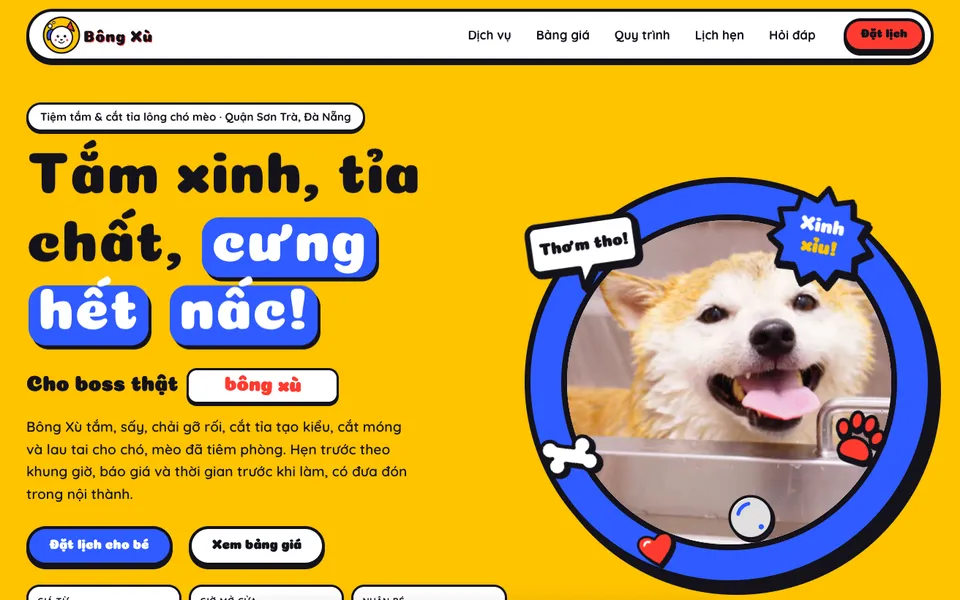 Bông Xù
Dịch vụ
Bảng giá
Quy trình
Lịch hẹn
Hỏi đáp
Đặt lịch
Tiệm tắm & cắt tỉa lông chó mèo · Quận Sơn Trà, Đà Nẵng
Tắm xinh, tỉa
chất, cưng
hết nấc!
Cho boss thật bông xù
Bông Xù tắm, sấy, chải gỡ rối, cắt tỉa tạo kiểu, cắt móng
và lau tai cho chó, mèo đã tiêm phòng. Hẹn trước theo
khung giờ, báo giá và thời gian trước khi làm, có đưa đón
trong nội thành.
Đặt lịch cho bé
Xem bảng giá
Thơm tho!
Xinh
xỉu!